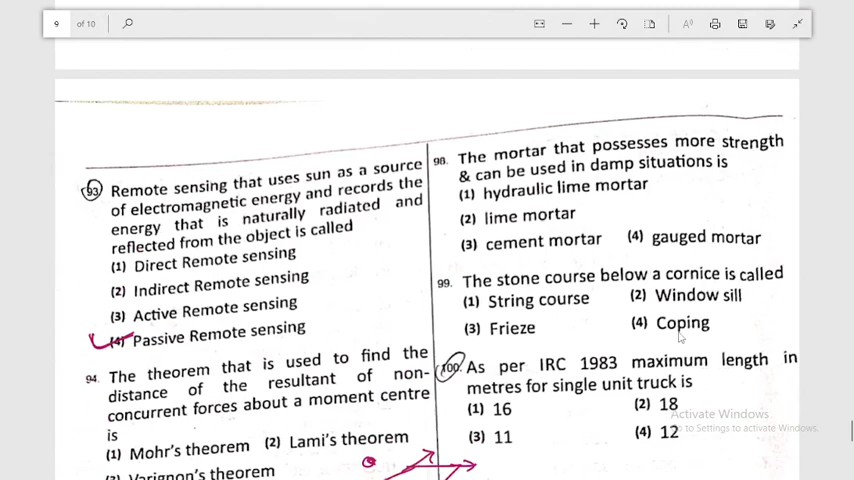 9 of 10
93. Remote sensing that uses sun as a source
of electromagnetic energy and records the
energy that is naturally radiated and
reflected from the object is called
(1) Direct Remote sensing
(2) Indirect Remote sensing
(3) Active Remote sensing
(4) Passive Remote sensing
94. The theorem that is used to find the
distance of the resultant of non-
concurrent forces about a moment centre
is
(1) Mohr's theorem (2) Lami's theorem
(3) Varignon's theorem
98. The mortar that possesses more strength
& can be used in damp situations is
(1) hydraulic lime mortar
(2) lime mortar
(3) cement mortar (4) gauged mortar
99. The stone course below a cornice is called
(1) String course (2) Window sill
(3) Frieze (4) Coping
100. As per IRC 1983 maximum length in
metres for single unit truck is
(1) 16 (2) 18
(3) 11 (4) 12
Activate Windows
Go to Settings to activate Windows.